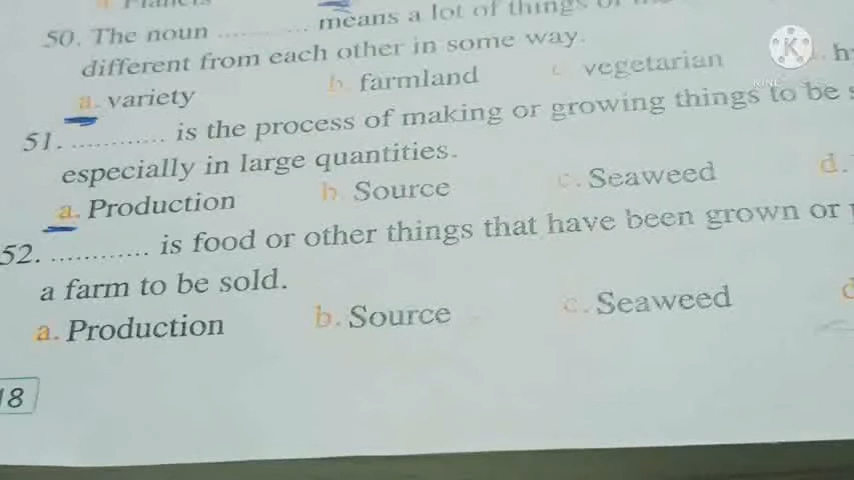 Planets
50. The noun ............ means a lot of things
different from each other in some way.
a. variety b. farmland c vegetarian h
51. ............ is the process of making or growing things to be s
especially in large quantities.
a. Production b. Source c. Seaweed d.
52. ............ is food or other things that have been grown or
a farm to be sold.
a. Production b. Source c. Seaweed d
18
K
KINE